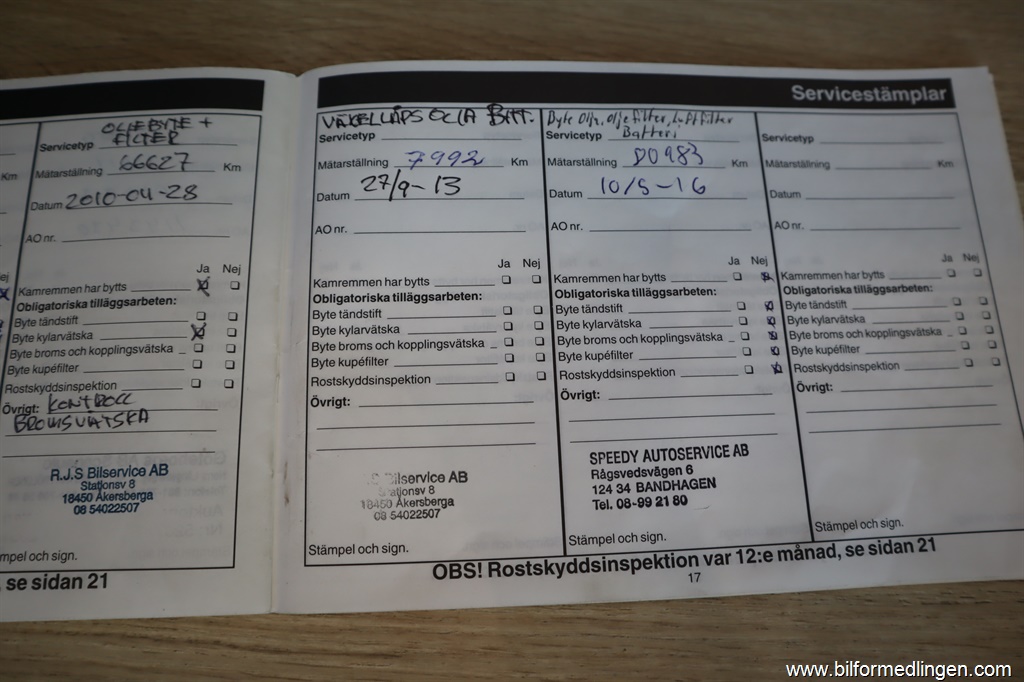 Servicestämplar
Km
OLJEBYTE +
FILTER
Servicetyp
Mätarställning 66627 Km
Datum 2010-04-28
AO nr.
Ja Nej
Kamremmen har bytts
Obligatoriska tilläggsarbeten:
Byte tändstift
Byte kylarvätska
Byte broms och kopplingsvätska
Byte kupéfilter
Rostskyddsinspektion
Övrigt: KONTROLL
BROMSVÄTSKA
R.J.S Bilservice AB
Stationsv 8
18450 Åkersberga
08 54022507
mpel och sign.
, se sidan 21
VÄXELLÅDSOLJA BYTT.
Servicetyp
Mätarställning 7992 Km
Datum 27/9-13
AO nr.
Ja Nej
Kamremmen har bytts
Obligatoriska tilläggsarbeten:
Byte tändstift
Byte kylarvätska
Byte broms och kopplingsvätska
Byte kupéfilter
Rostskyddsinspektion
Övrigt:
Bilservice AB
Stationsv 8
18450 Åkersberga
08 54022507
Stämpel och sign.
Byte Olja, oljefilter, luftfilter
Servicetyp Batteri
Mätarställning 80983 Km
Datum 10/5-16
AO nr.
Ja Nej
Kamremmen har bytts
Obligatoriska tilläggsarbeten:
Byte tändstift
Byte kylarvätska
Byte broms och kopplingsvätska
Byte kupéfilter
Rostskyddsinspektion
Övrigt:
SPEEDY AUTOSERVICE AB
Rågsvedsvägen 6
124 34 BANDHAGEN
Tel. 08-99 21 80
Stämpel och sign.
Servicetyp
Mätarställning Km
Datum
AO nr.
Ja Nej
Kamremmen har bytts
Obligatoriska tilläggsarbeten:
Byte tändstift
Byte kylarvätska
Byte broms och kopplingsvätska
Byte kupéfilter
Rostskyddsinspektion
Övrigt:
Stämpel och sign.
OBS! Rostskyddsinspektion var 12:e månad, se sidan 21
17
www.bilformedlingen.com